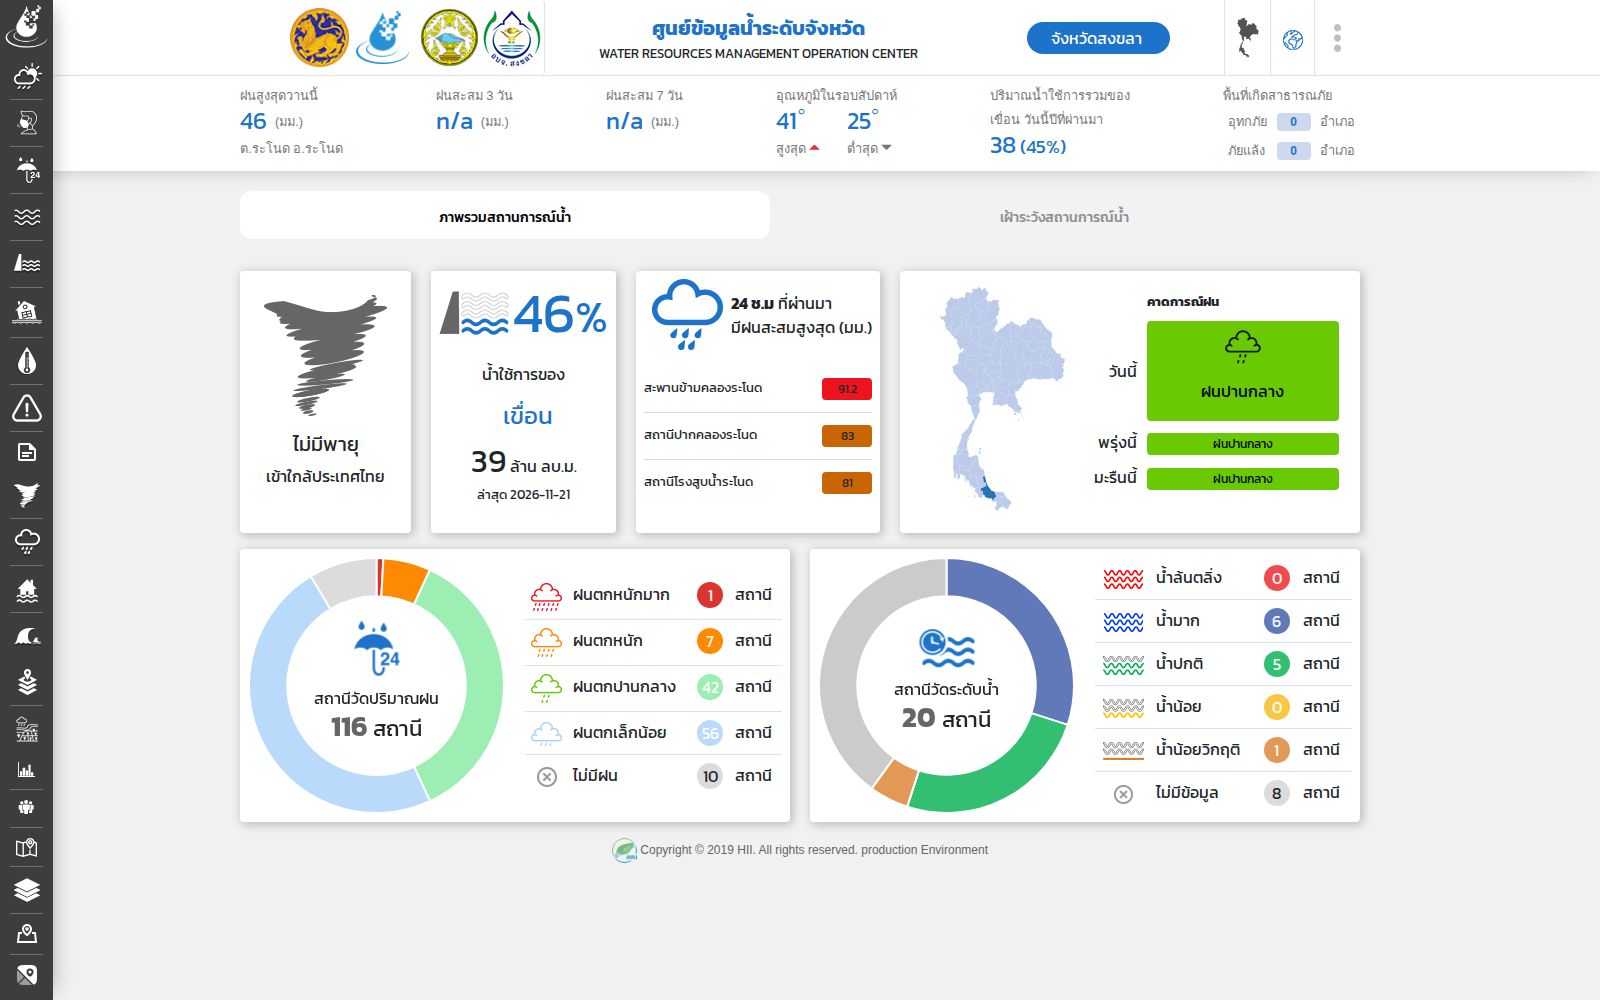 ศูนย์ข้อมูลน้ำระดับจังหวัด
WATER RESOURCES MANAGEMENT OPERATION CENTER
จังหวัดสงขลา
ฝนสูงสุดวานนี้
46 (มม.)
ต.ระโนด อ.ระโนด
ฝนสะสม 3 วัน
n/a (มม.)
ฝนสะสม 7 วัน
n/a (มม.)
อุณหภูมิในรอบสัปดาห์
41° 25°
สูงสุด ต่ำสุด
ปริมาณน้ำใช้การรวมของ
เขื่อน วันนี้ปีที่ผ่านมา
38 (45%)
พื้นที่เกิดสาธารณภัย
อุทกภัย 0 อำเภอ
ภัยแล้ง 0 อำเภอ
ภาพรวมสถานการณ์น้ำ
เฝ้าระวังสถานการณ์น้ำ
ไม่มีพายุ
เข้าใกล้ประเทศไทย
46%
น้ำใช้การของ
เขื่อน
39 ล้าน ลบ.ม.
ล่าสุด 2026-11-21
24 ช.ม ที่ผ่านมา
มีฝนสะสมสูงสุด (มม.)
สะพานข้ามคลองระโนด 91.2
สถานีปากคลองระโนด 83
สถานีโรงสูบน้ำระโนด 81
คาดการณ์ฝน
วันนี้ ฝนปานกลาง
พรุ่งนี้ ฝนปานกลาง
มะรืนนี้ ฝนปานกลาง
24
สถานีวัดปริมาณฝน
116 สถานี
ฝนตกหนักมาก 1 สถานี
ฝนตกหนัก 7 สถานี
ฝนตกปานกลาง 42 สถานี
ฝนตกเล็กน้อย 56 สถานี
ไม่มีฝน 10 สถานี
สถานีวัดระดับน้ำ
20 สถานี
น้ำล้นตลิ่ง 0 สถานี
น้ำมาก 6 สถานี
น้ำปกติ 5 สถานี
น้ำน้อย 0 สถานี
น้ำน้อยวิกฤติ 1 สถานี
ไม่มีข้อมูล 8 สถานี
Copyright © 2019 HII. All rights reserved. production Environment
24